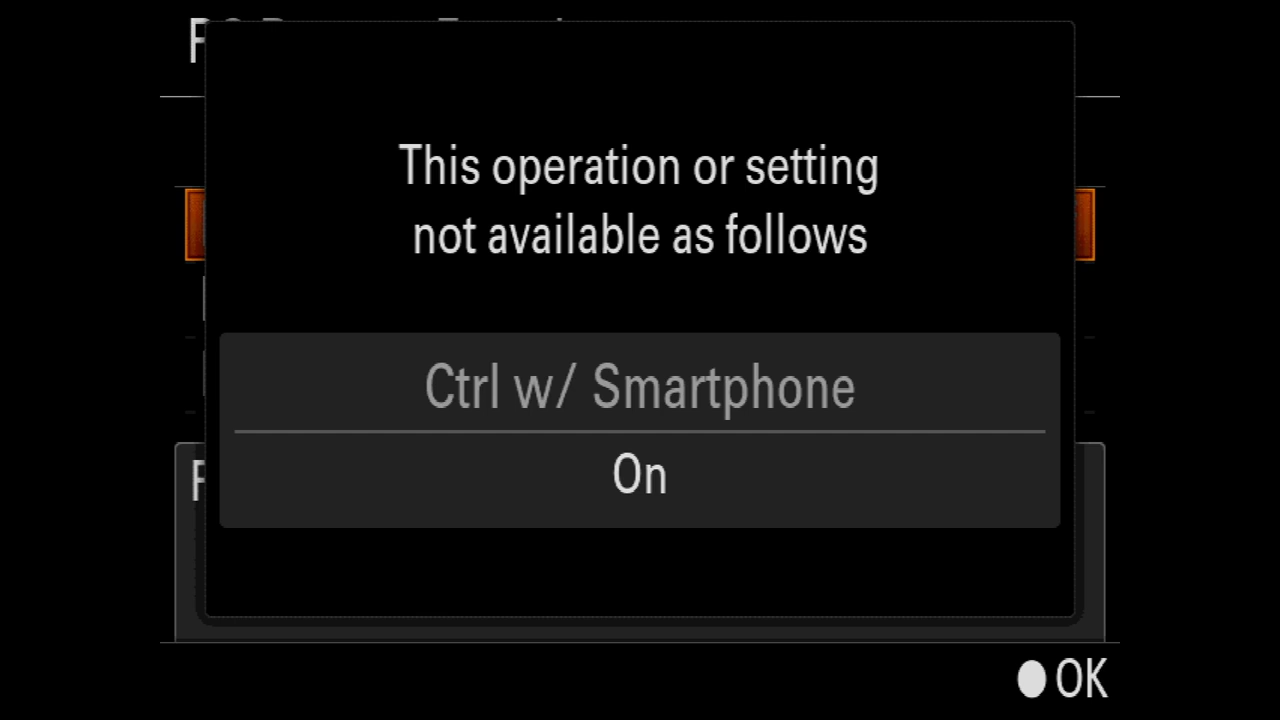 This operation or setting
not available as follows
Ctrl w/ Smartphone
On
OK